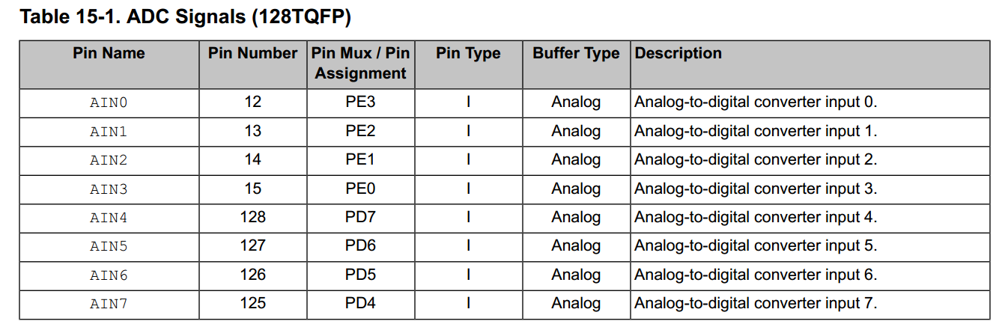 Table 15-1. ADC Signals (128TQFP)
Pin Name Pin Number Pin Mux / Pin Assignment Pin Type Buffer Type Description
AIN0 12 PE3 I Analog Analog-to-digital converter input 0.
AIN1 13 PE2 I Analog Analog-to-digital converter input 1.
AIN2 14 PE1 I Analog Analog-to-digital converter input 2.
AIN3 15 PE0 I Analog Analog-to-digital converter input 3.
AIN4 128 PD7 I Analog Analog-to-digital converter input 4.
AIN5 127 PD6 I Analog Analog-to-digital converter input 5.
AIN6 126 PD5 I Analog Analog-to-digital converter input 6.
AIN7 125 PD4 I Analog Analog-to-digital converter input 7.